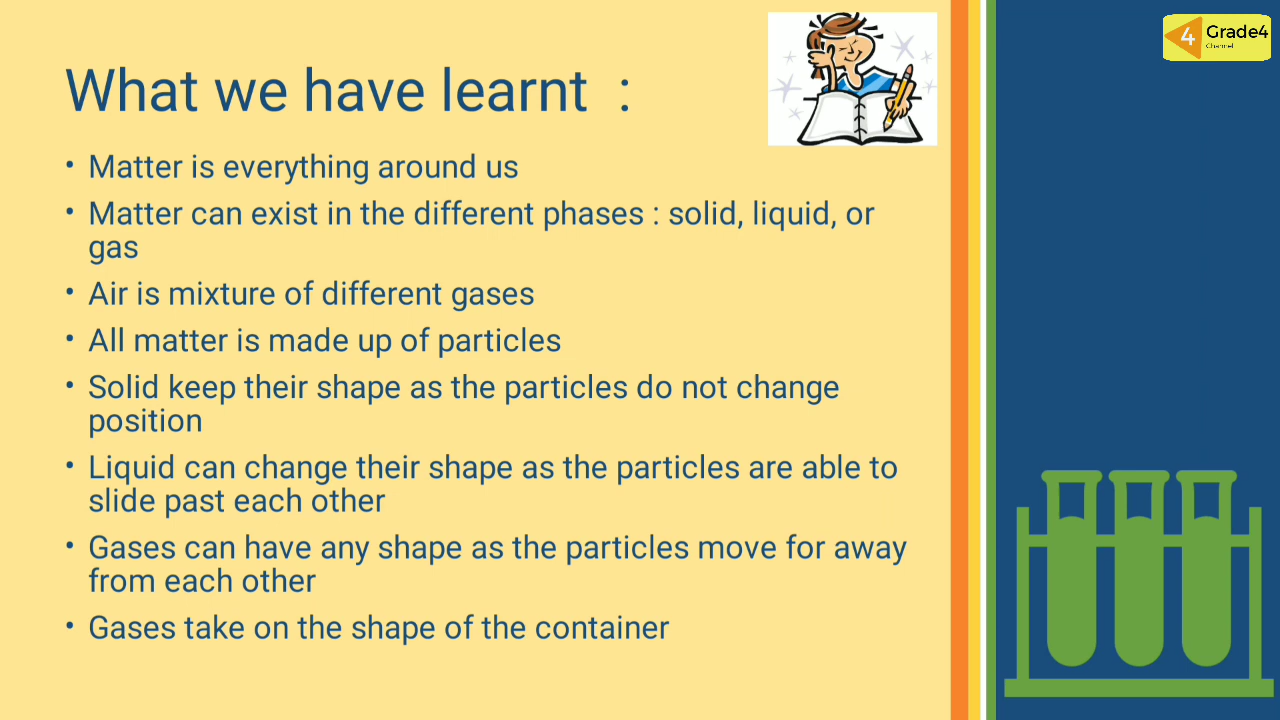 4 Grade4
Channel
What we have learnt :
• Matter is everything around us
• Matter can exist in the different phases : solid, liquid, or
gas
• Air is mixture of different gases
• All matter is made up of particles
• Solid keep their shape as the particles do not change
position
• Liquid can change their shape as the particles are able to
slide past each other
• Gases can have any shape as the particles move for away
from each other
• Gases take on the shape of the container